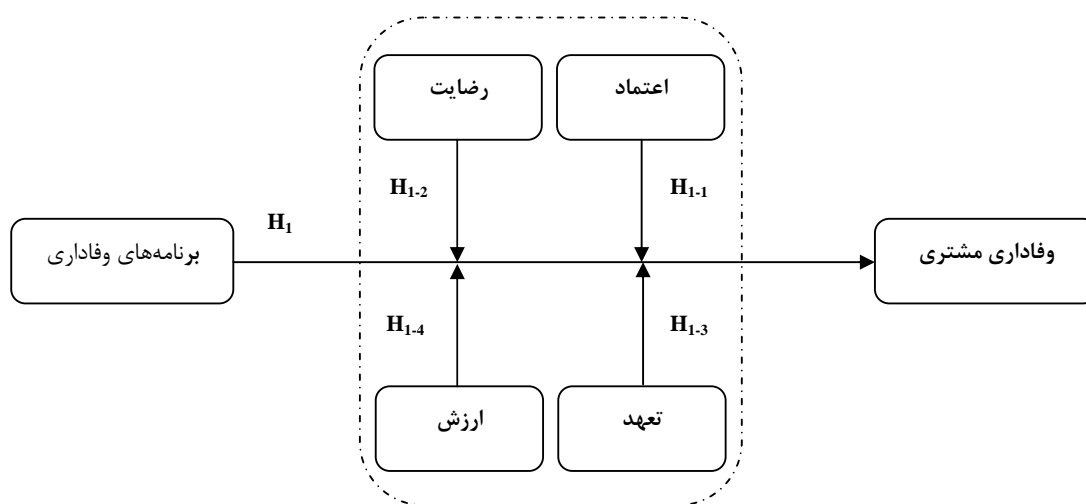 اعتماد
رضایت
H1-1
H1-2
وفاداری مشتری
H1
برنامه‌های وفاداری
H1-3
H1-4
تعهد
ارزش